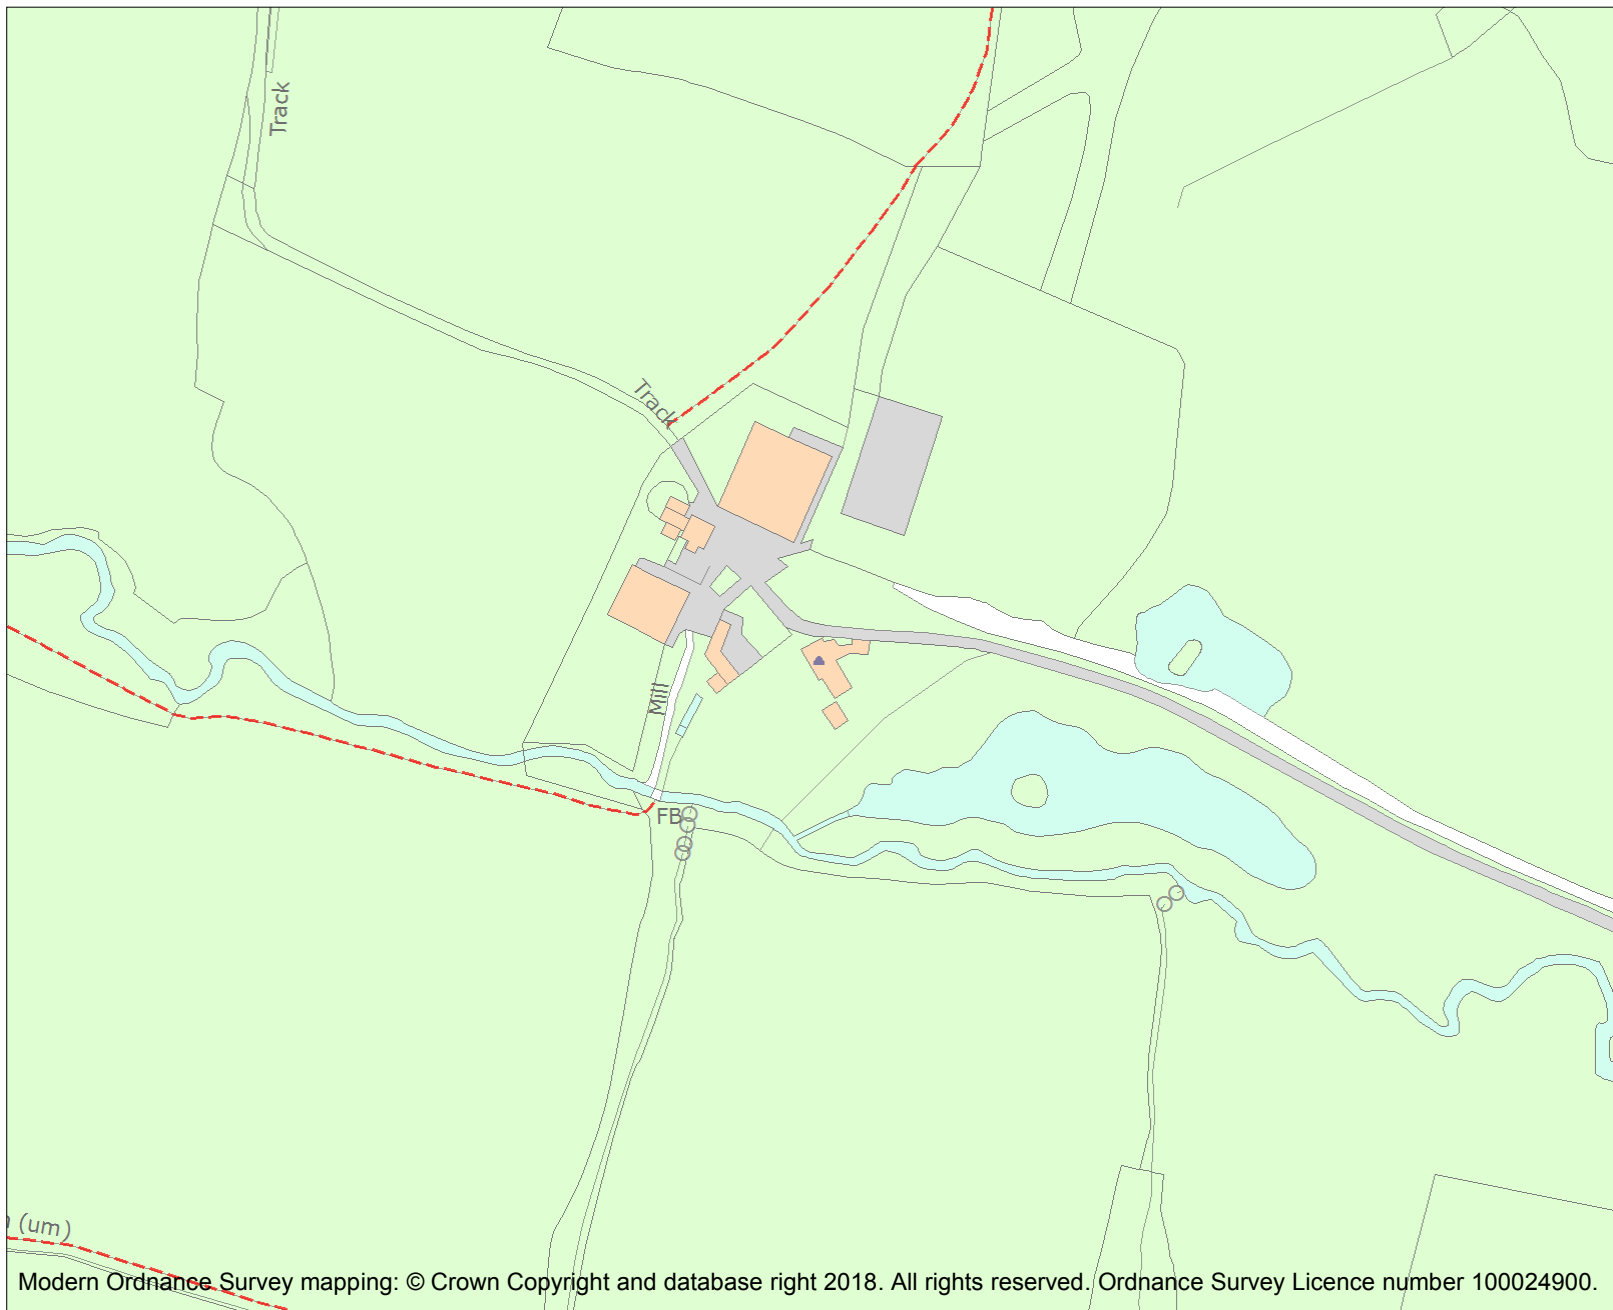 Track
Track
Mill
FB
(um)
Modern Ordnance Survey mapping: © Crown Copyright and database right 2018. All rights reserved. Ordnance Survey Licence number 100024900.